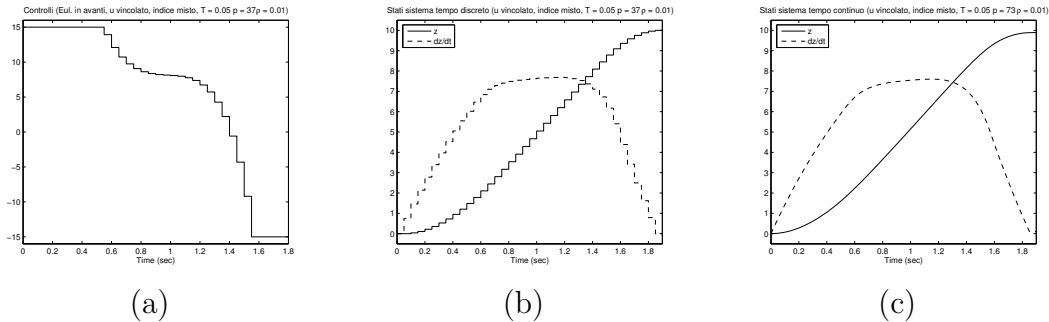 Controlli (Eul. in avanti, u vincolato, indice misto, T = 0.05 p = 37ρ = 0.01)
15
10
5
0
−5
−10
−15
0 0.2 0.4 0.6 0.8 1 1.2 1.4 1.6 1.8
Time (sec)
(a)
Stati sistema tempo discreto (u vincolato, indice misto, T = 0.05 p = 37ρ = 0.01)
z
dz/dt
10
9
8
7
6
5
4
3
2
1
0
0 0.2 0.4 0.6 0.8 1 1.2 1.4 1.6 1.8
Time (sec)
(b)
Stati sistema tempo continuo (u vincolato, indice misto, T = 0.05 p = 73ρ = 0.01)
z
dz/dt
10
9
8
7
6
5
4
3
2
1
0
0 0.2 0.4 0.6 0.8 1 1.2 1.4 1.6 1.8
Time (sec)
(c)